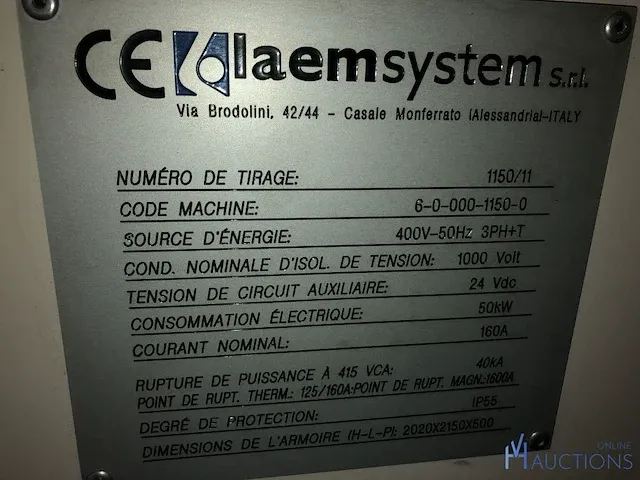 CE laemsystem S.r.l.
Via Brodolini, 42/44 - Casale Monferrato (Alessandria)-ITALY
NUMÉRO DE TIRAGE: 1150/11
CODE MACHINE: 6-0-000-1150-0
SOURCE D'ÉNERGIE: 400V-50Hz 3PH+T
COND. NOMINALE D'ISOL. DE TENSION: 1000 Volt
TENSION DE CIRCUIT AUXILIAIRE: 24 Vdc
CONSOMMATION ÉLECTRIQUE: 50kW
COURANT NOMINAL: 160A
RUPTURE DE PUISSANCE À 415 VCA: 40kA
POINT DE RUPT. THERM.: 125/160A:POINT DE RUPT. MAGN.:1600A
DEGRÉ DE PROTECTION: IP55
DIMENSIONS DE L'ARMOIRE (H-L-P): 2020X2150X500
ONLINE
AUCTIONS